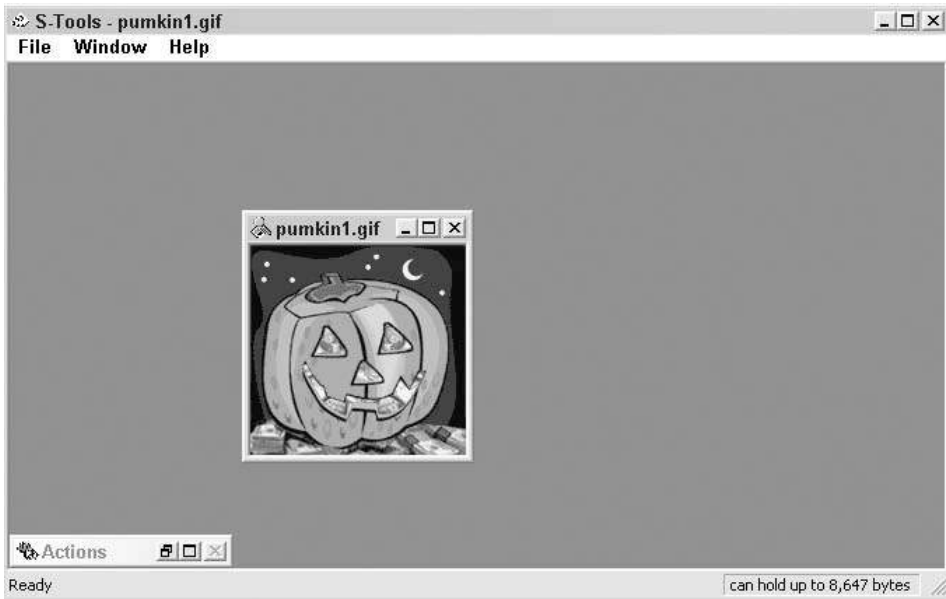 S-Tools - pumkin1.gif
File Window Help
pumkin1.gif
Actions
Ready can hold up to 8,647 bytes